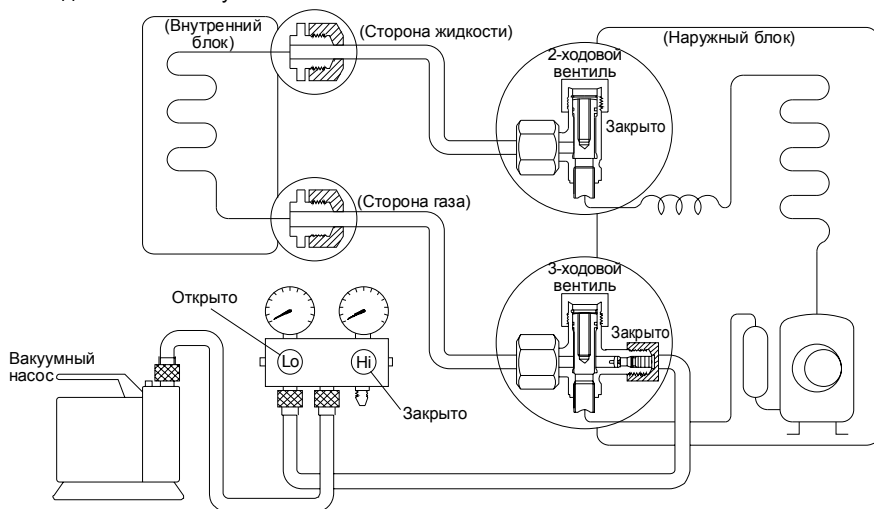 (Внутренний
блок)
(Сторона жидкости)
(Наружный блок)
2-ходовой
вентиль
Закрыто
(Сторона газа)
3-ходовой
вентиль
Закрыто
Открыто
Lo
Hi
Вакуумный
насос
Закрыто